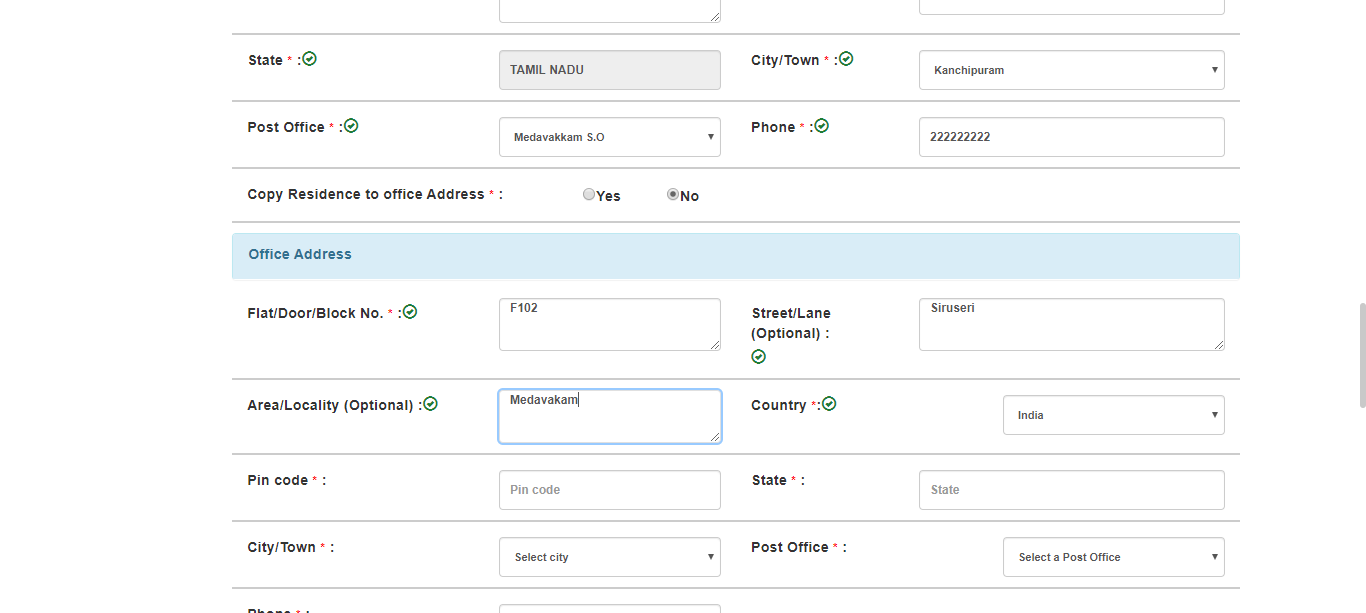 State * :
TAMIL NADU
City/Town * :
Kanchipuram
Post Office * :
Medavakkam S.O
Phone * :
222222222
Copy Residence to office Address * :
Yes
No
Office Address
Flat/Door/Block No. * :
F102
Street/Lane
(Optional) :
Siruseri
Area/Locality (Optional) :
Medavakam
Country *:
India
Pin code * :
Pin code
State * :
State
City/Town * :
Select city
Post Office * :
Select a Post Office
Phone * :